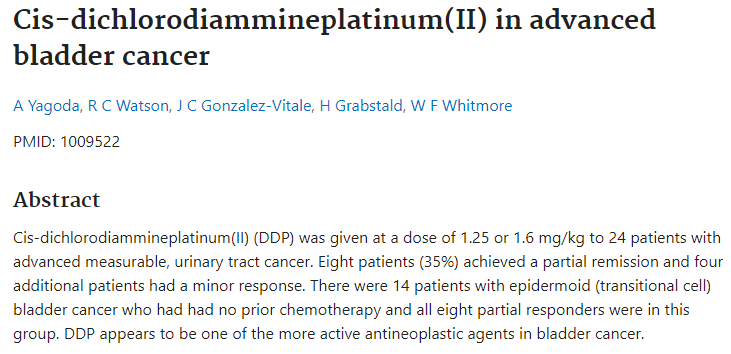 Cis-dichlorodiammineplatinum(II) in advanced
bladder cancer
A Yagoda, R C Watson, J C Gonzalez-Vitale, H Grabstald, W F Whitmore
PMID: 1009522
Abstract
Cis-dichlorodiammineplatinum(II) (DDP) was given at a dose of 1.25 or 1.6 mg/kg to 24 patients with
advanced measurable, urinary tract cancer. Eight patients (35%) achieved a partial remission and four
additional patients had a minor response. There were 14 patients with epidermoid (transitional cell)
bladder cancer who had had no prior chemotherapy and all eight partial responders were in this
group. DDP appears to be one of the more active antineoplastic agents in bladder cancer.